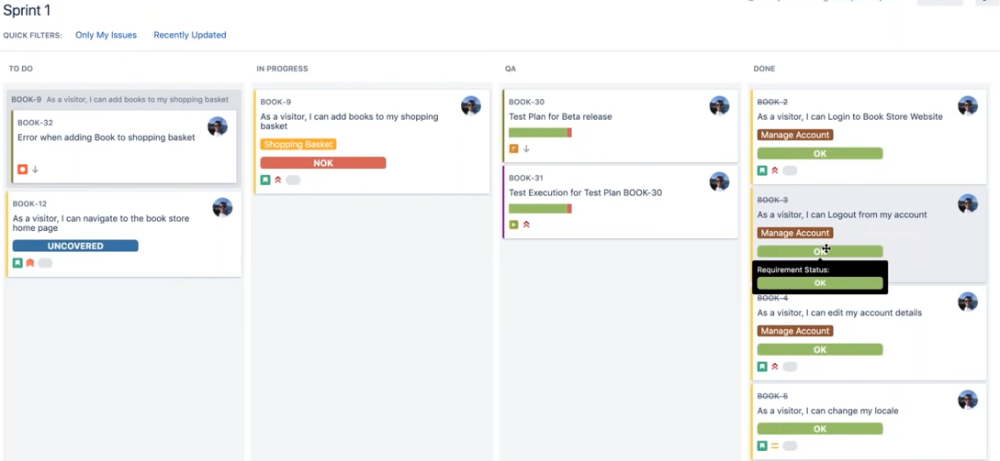 Sprint 1
QUICK FILTERS: Only My Issues Recently Updated
TO DO
BOOK-9 As a visitor, I can add books to my shopping basket
BOOK-32
Error when adding Book to shopping basket
BOOK-12
As a visitor, I can navigate to the book store
home page
UNCOVERED
IN PROGRESS
BOOK-9
As a visitor, I can add books to my shopping
basket
Shopping Basket
NOK
QA
BOOK-30
Test Plan for Beta release
BOOK-31
Test Execution for Test Plan BOOK-30
DONE
BOOK-2
As a visitor, I can Login to Book Store Website
Manage Account
OK
BOOK-3
As a visitor, I can Logout from my account
Manage Account
OK
Requirement Status:
OK
BOOK-4
As a visitor, I can edit my account details
Manage Account
OK
BOOK-5
As a visitor, I can change my locale
OK